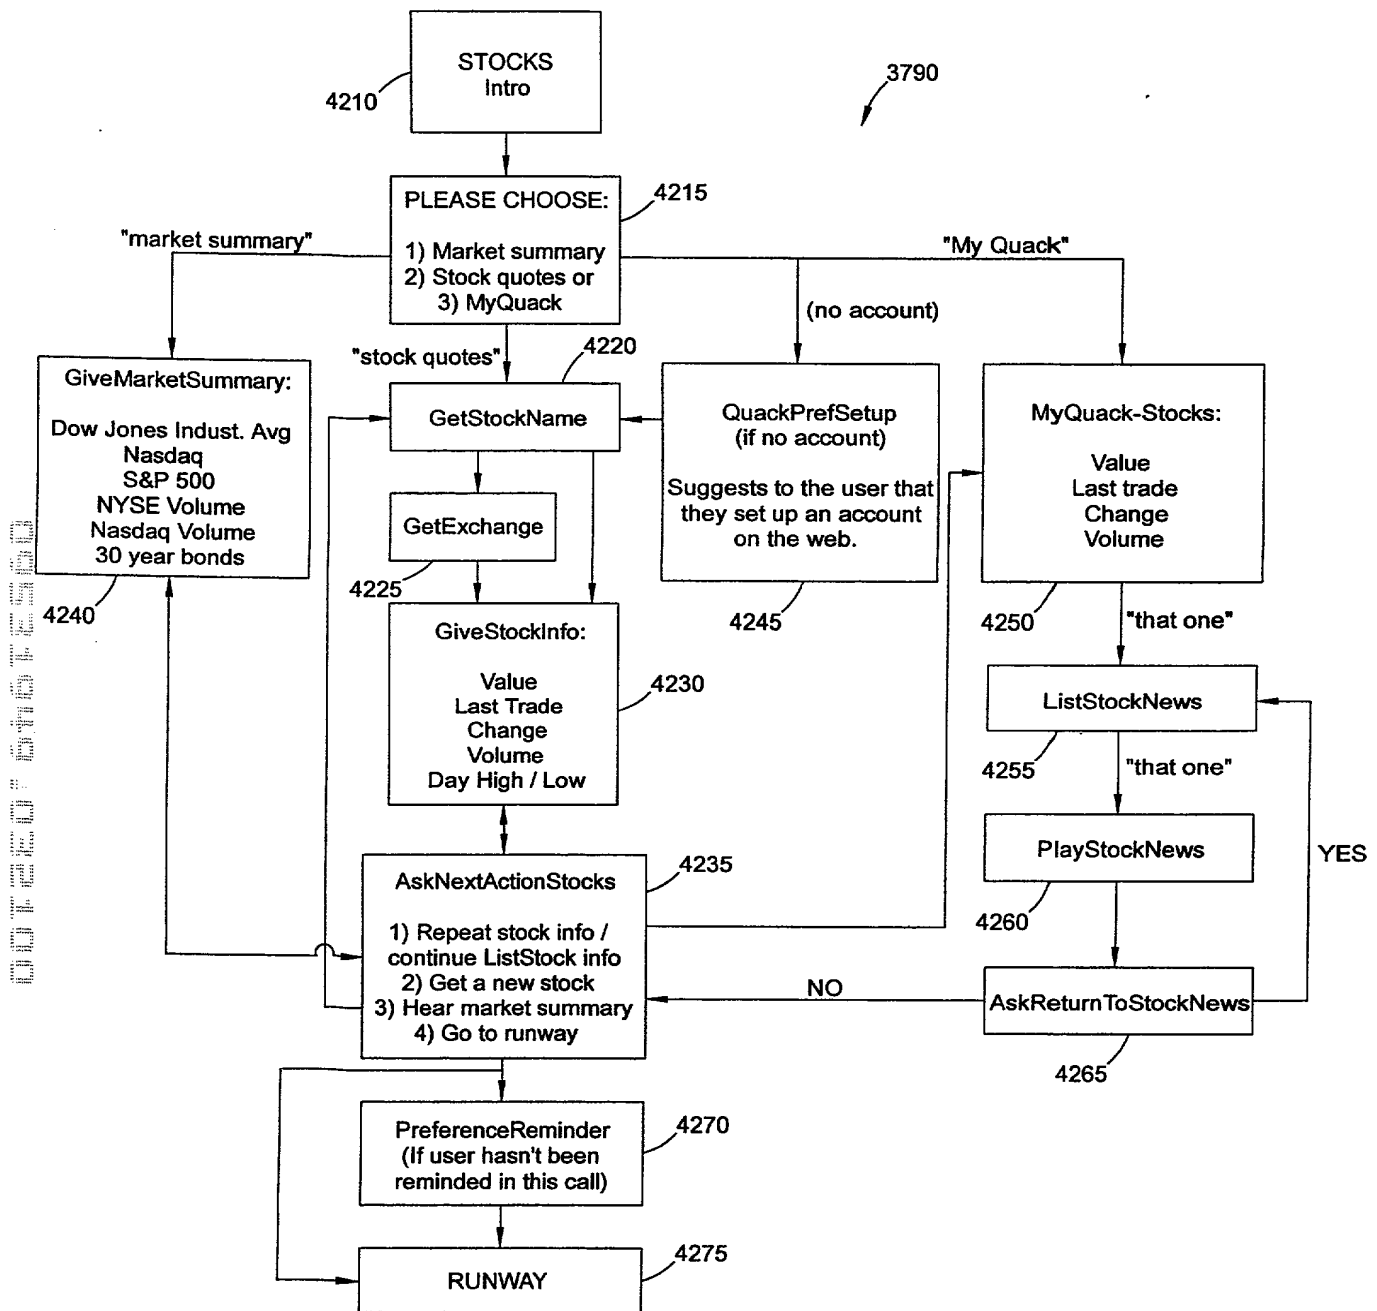 STOCKS
Intro
4210
3790
PLEASE CHOOSE:
1) Market summary
2) Stock quotes or
3) MyQuack
4215
"market summary"
"My Quack"
(no account)
"stock quotes"
4220
GiveMarketSummary:
Dow Jones Indust. Avg
Nasdaq
S&P 500
NYSE Volume
Nasdaq Volume
30 year bonds
4240
GetStockName
GetExchange
4225
QuackPrefSetup
(if no account)
Suggests to the user that
they set up an account
on the web.
4245
MyQuack-Stocks:
Value
Last trade
Change
Volume
4250
"that one"
GiveStockInfo:
Value
Last Trade
Change
Volume
Day High / Low
4230
ListStockNews
4255
"that one"
PlayStockNews
4260
YES
AskNextActionStocks
1) Repeat stock info /
continue ListStock info
2) Get a new stock
3) Hear market summary
4) Go to runway
4235
NO
AskReturnToStockNews
4265
PreferenceReminder
(If user hasn't been
reminded in this call)
4270
RUNWAY
4275